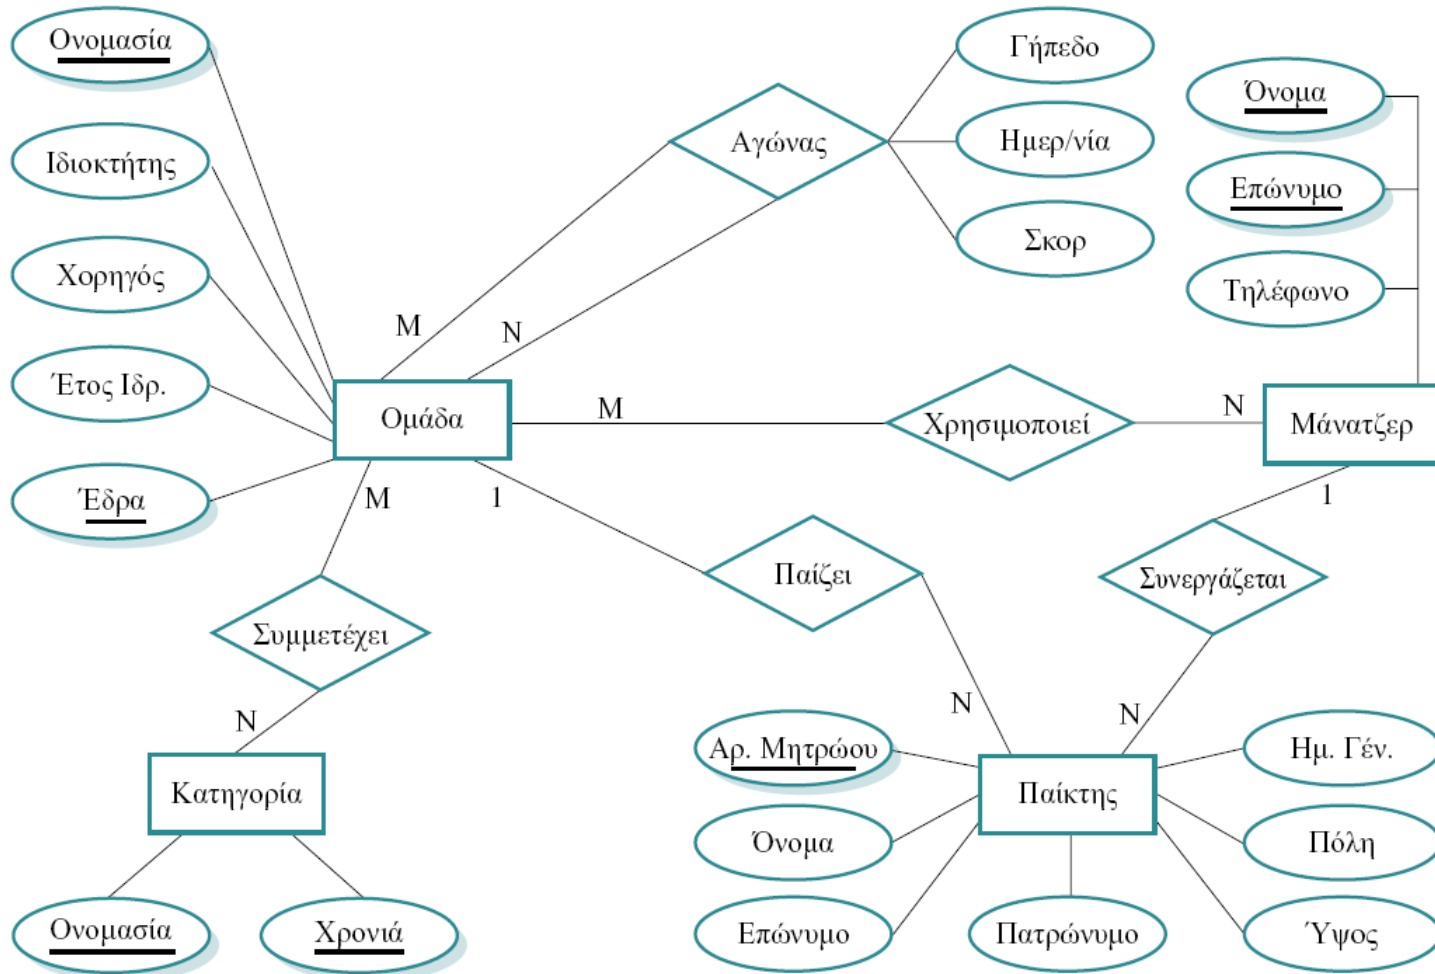 Ονομασία
Ιδιοκτήτης
Χορηγός
Έτος Ιδρ.
Έδρα
Αγώνας
Γήπεδο
Ημερ/νία
Σκορ
Όνομα
Επώνυμο
Τηλέφωνο
M
N
Ομάδα
M
Χρησιμοποιεί
N
Μάνατζερ
M
1
1
Παίζει
Συνεργάζεται
Συμμετέχει
N
N
N
Κατηγορία
Ονομασία
Χρονιά
Αρ. Μητρώου
Όνομα
Επώνυμο
Παίκτης
Πατρώνυμο
Ημ. Γέν.
Πόλη
Ύψος